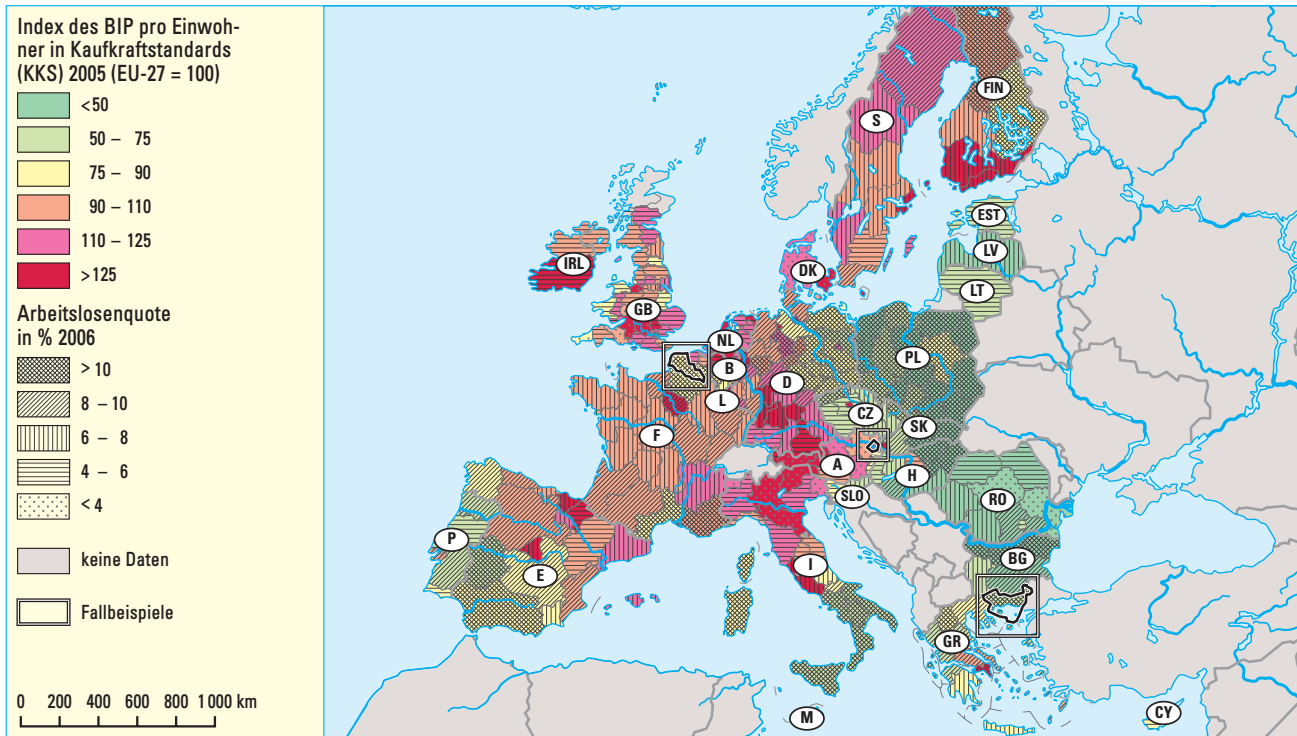 Index des BIP pro Einwoh-
ner in Kaufkraftstandards
(KKS) 2005 (EU-27 = 100)
<50
50 – 75
75 – 90
90 – 110
110 – 125
>125
Arbeitslosenquote
in % 2006
> 10
8 – 10
6 – 8
4 – 6
< 4
keine Daten
Fallbeispiele
0 200 400 600 800 1 000 km
FIN
S
EST
LV
LT
DK
IRL
GB
NL
B
L
D
PL
CZ
SK
F
A
H
SLO
RO
P
E
I
BG
GR
M
CY